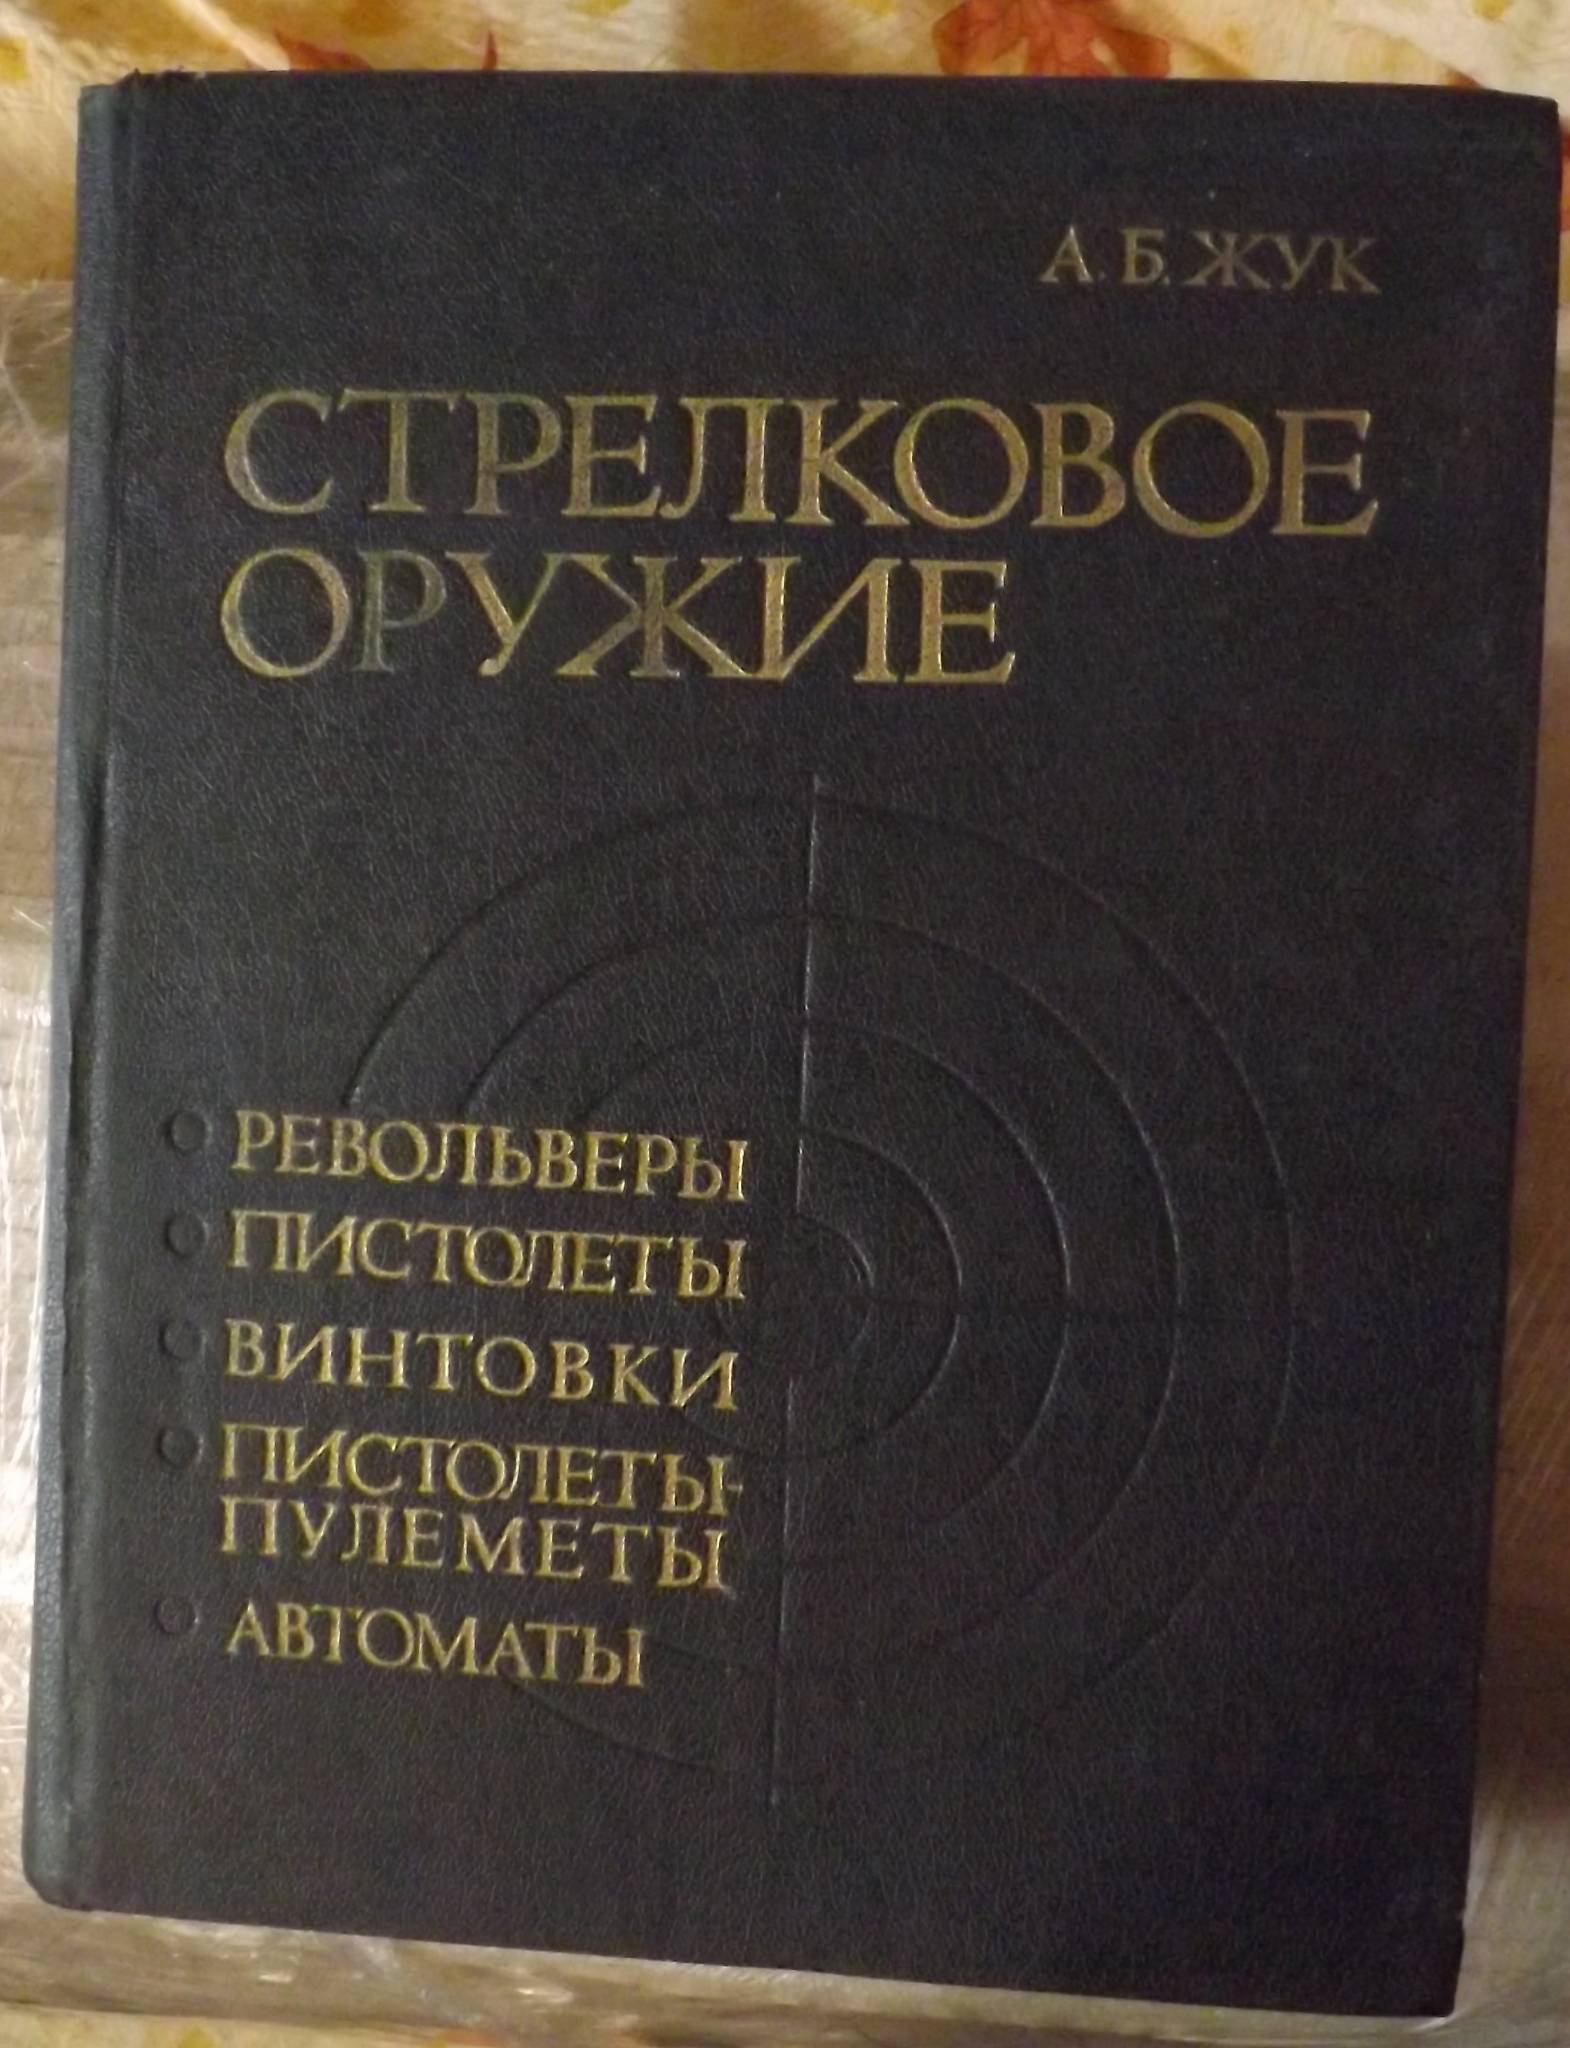 А. Б. ЖУК
СТРЕЛКОВОЕ
ОРУЖИЕ
РЕВОЛЬВЕРЫ
ПИСТОЛЕТЫ
ВИНТОВКИ
ПИСТОЛЕТЫ-
ПУЛЕМЕТЫ
АВТОМАТЫ